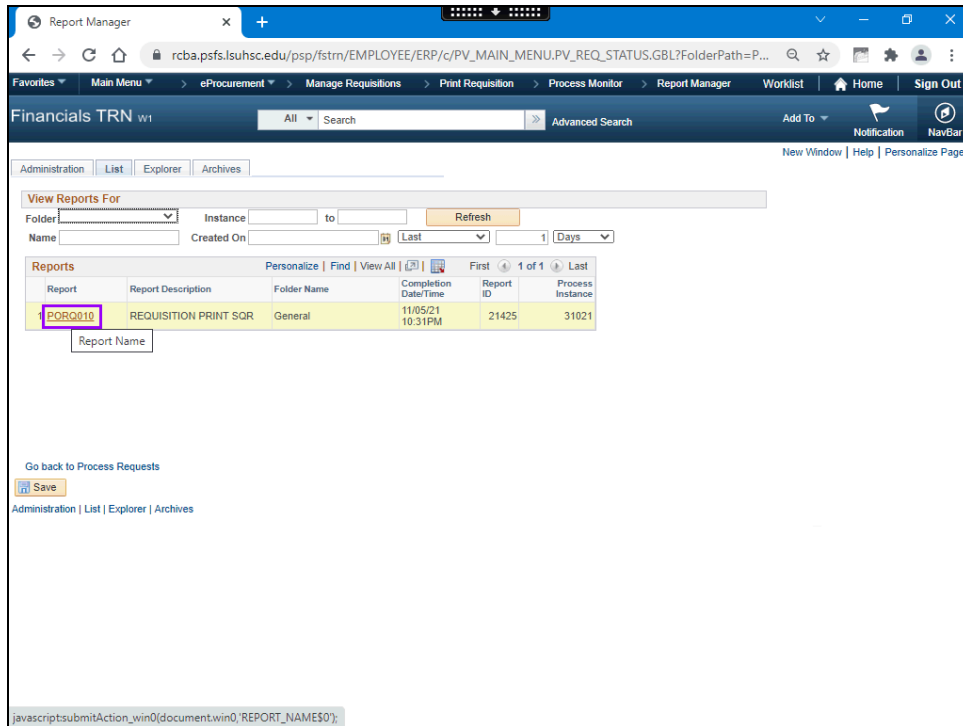 Report Manager
rcba.psfs.lsuhsc.edu/psp/fstrn/EMPLOYEE/ERP/c/PV_MAIN_MENU.PV_REQ_STATUS.GBL?FolderPath=P...
Favorites Main Menu > eProcurement > Manage Requisitions > Print Requisition > Process Monitor > Report Manager Worklist | Home | Sign Out
Financials TRN W1 All Search » Advanced Search Add To Notification NavBar
New Window | Help | Personalize Page
Administration List Explorer Archives
View Reports For
Folder Instance to Refresh
Name Created On Last 1 Days
Reports Personalize | Find | View All | First 1 of 1 Last
Report Report Description Folder Name Completion Date/Time Report ID Process Instance
1 PORQ010 REQUISITION PRINT SQR General 11/05/21 10:31PM 21425 31021
Report Name
Go back to Process Requests
Save
Administration | List | Explorer | Archives
javascript:submitAction_win0(document.win0,'REPORT_NAME$0');